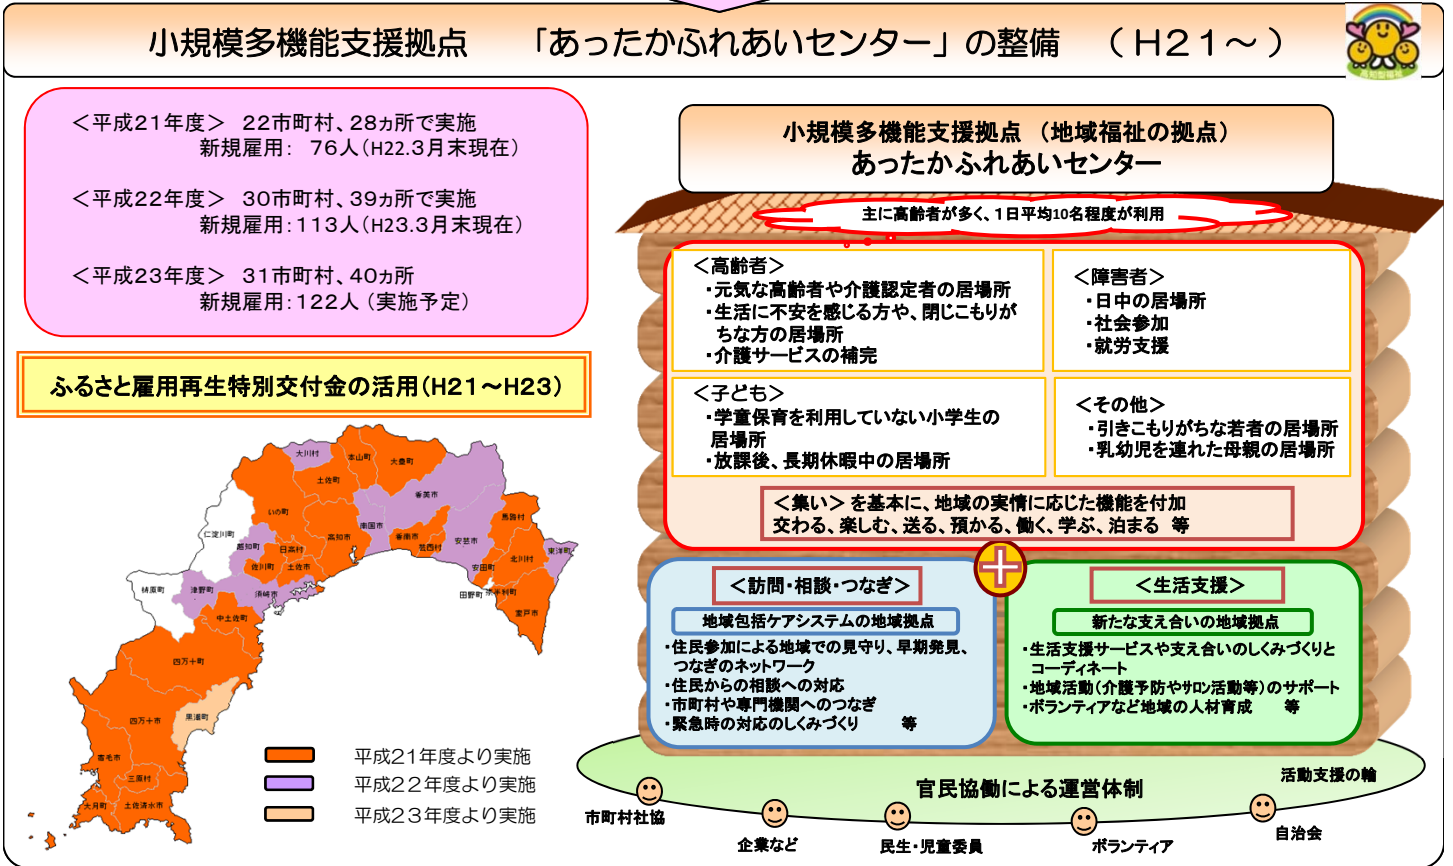 小規模多機能支援拠点　「あったかふれあいセンター」の整備　（H21～）
高知型福祉
＜平成21年度＞　22市町村、28ヵ所で実施
新規雇用：　76人（H22.3月末現在）
＜平成22年度＞　30市町村、39ヵ所で実施
新規雇用：113人（H23.3月末現在）
＜平成23年度＞　31市町村、40ヵ所
新規雇用：122人（実施予定）
ふるさと雇用再生特別交付金の活用（H21～H23）
大川村
本山町
大豊町
土佐町
香美市
いの町
馬路村
仁淀川町
南国市
高知市
香南市
芸西村
安芸市
越知町
日高村
東洋町
北川村
佐川町
土佐市
安田町
梼原町
津野町
須崎市
田野町
奈半利町
室戸市
中土佐町
四万十町
黒潮町
四万十市
宿毛市
三原村
大月町
土佐清水市
平成21年度より実施
平成22年度より実施
平成23年度より実施
小規模多機能支援拠点　（地域福祉の拠点）
あったかふれあいセンター
主に高齢者が多く、１日平均10名程度が利用
＜高齢者＞
・元気な高齢者や介護認定者の居場所
・生活に不安を感じる方や、閉じこもりが
ちな方の居場所
・介護サービスの補完
＜障害者＞
・日中の居場所
・社会参加
・就労支援
＜子ども＞
・学童保育を利用していない小学生の
居場所
・放課後、長期休暇中の居場所
＜その他＞
・引きこもりがちな若者の居場所
・乳幼児を連れた母親の居場所
＜集い＞を基本に、地域の実情に応じた機能を付加
交わる、楽しむ、送る、預かる、働く、学ぶ、泊まる　等
＜訪問・相談・つなぎ＞
地域包括ケアシステムの地域拠点
・住民参加による地域での見守り、早期発見、
つなぎのネットワーク
・住民からの相談への対応
・市町村や専門機関へのつなぎ
・緊急時の対応のしくみづくり　　等
＜生活支援＞
新たな支え合いの地域拠点
・生活支援サービスや支え合いのしくみづくりと
コーディネート
・地域活動（介護予防やサロン活動等）のサポート
・ボランティアなど地域の人材育成　　等
官民協働による運営体制
活動支援の輪
市町村社協
企業など
民生・児童委員
ボランティア
自治会